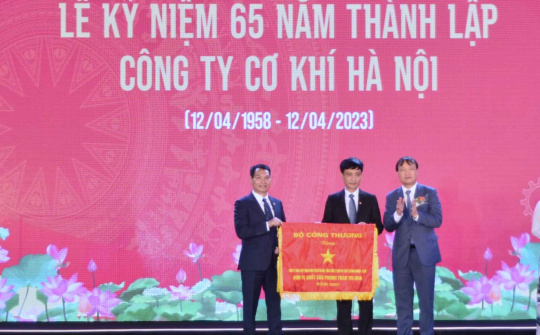 LỄ KỶ NIỆM 65 NĂM THÀNH LẬP
CÔNG TY CƠ KHÍ HÀ NỘI
(12/04/1958 - 12/04/2023)
BỘ CÔNG THƯƠNG